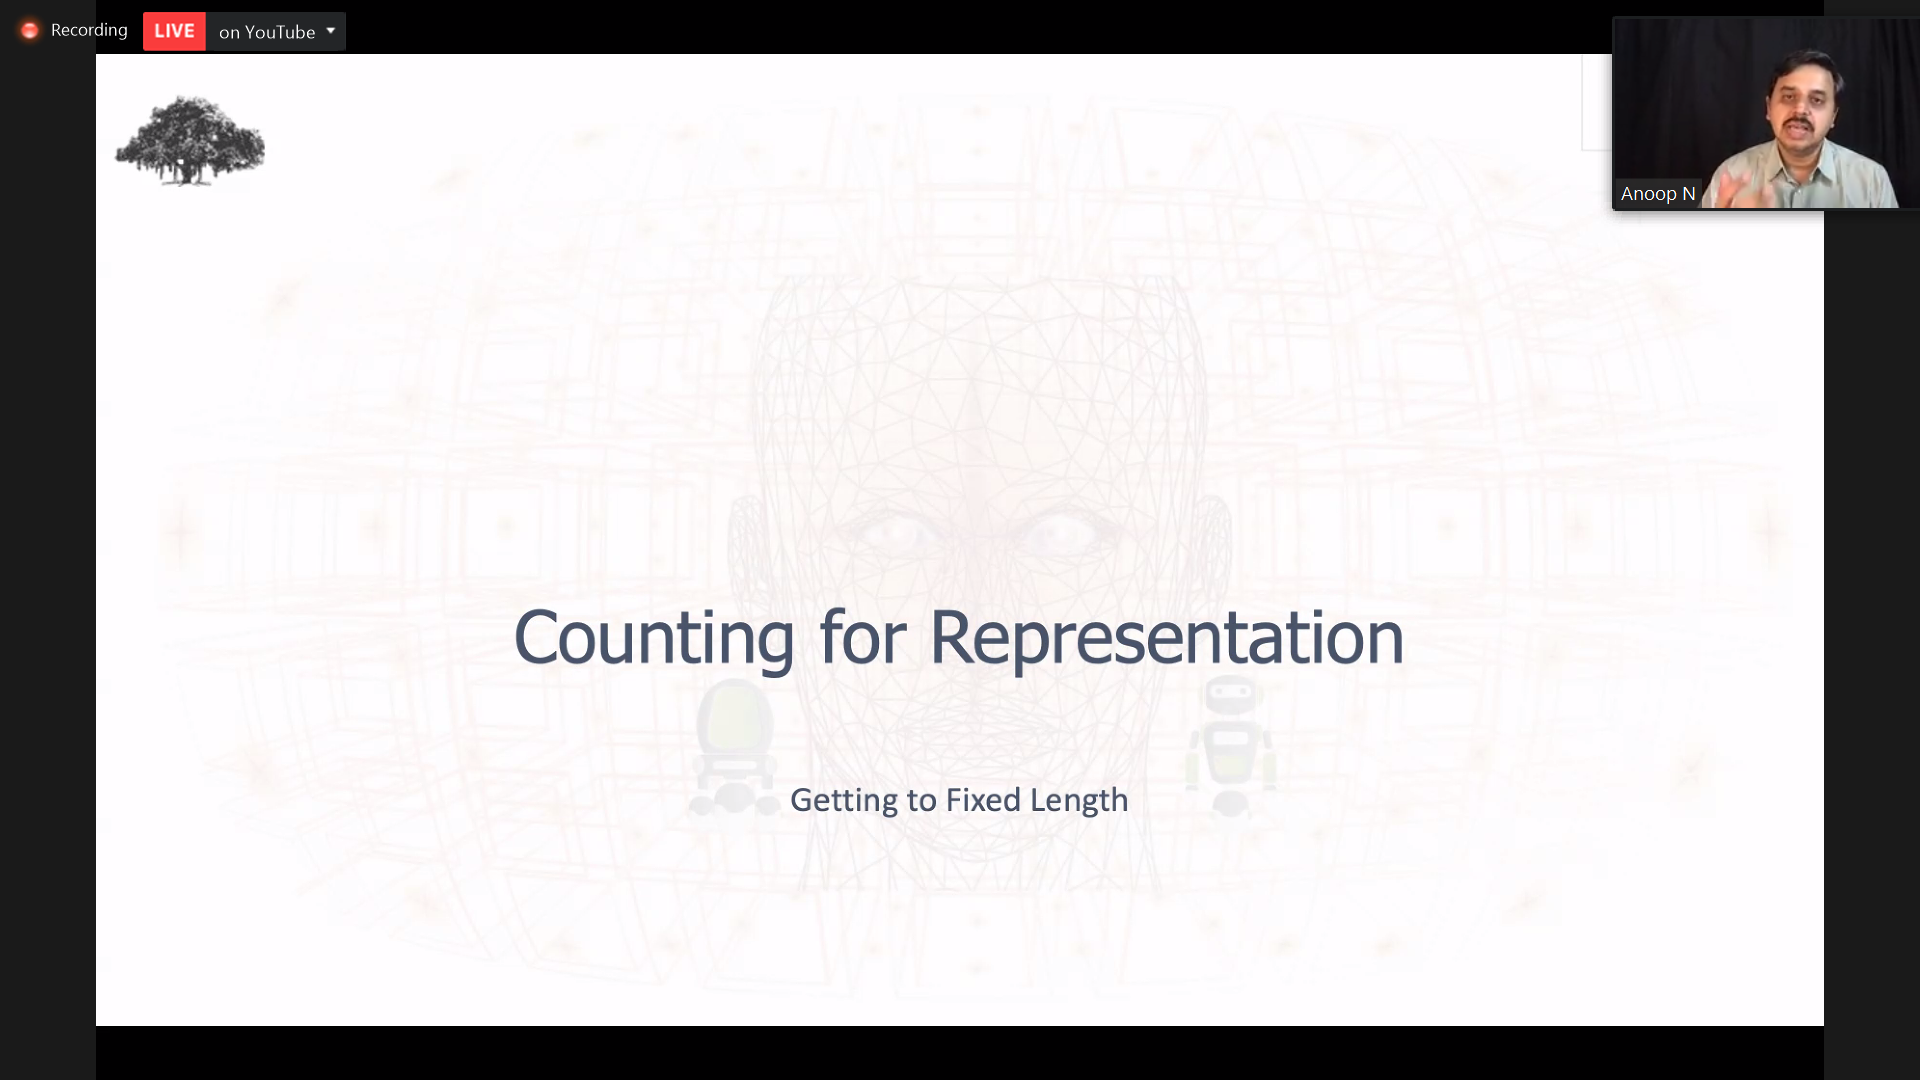 Recording
LIVE on YouTube
Anoop N
Counting for Representation
Getting to Fixed Length